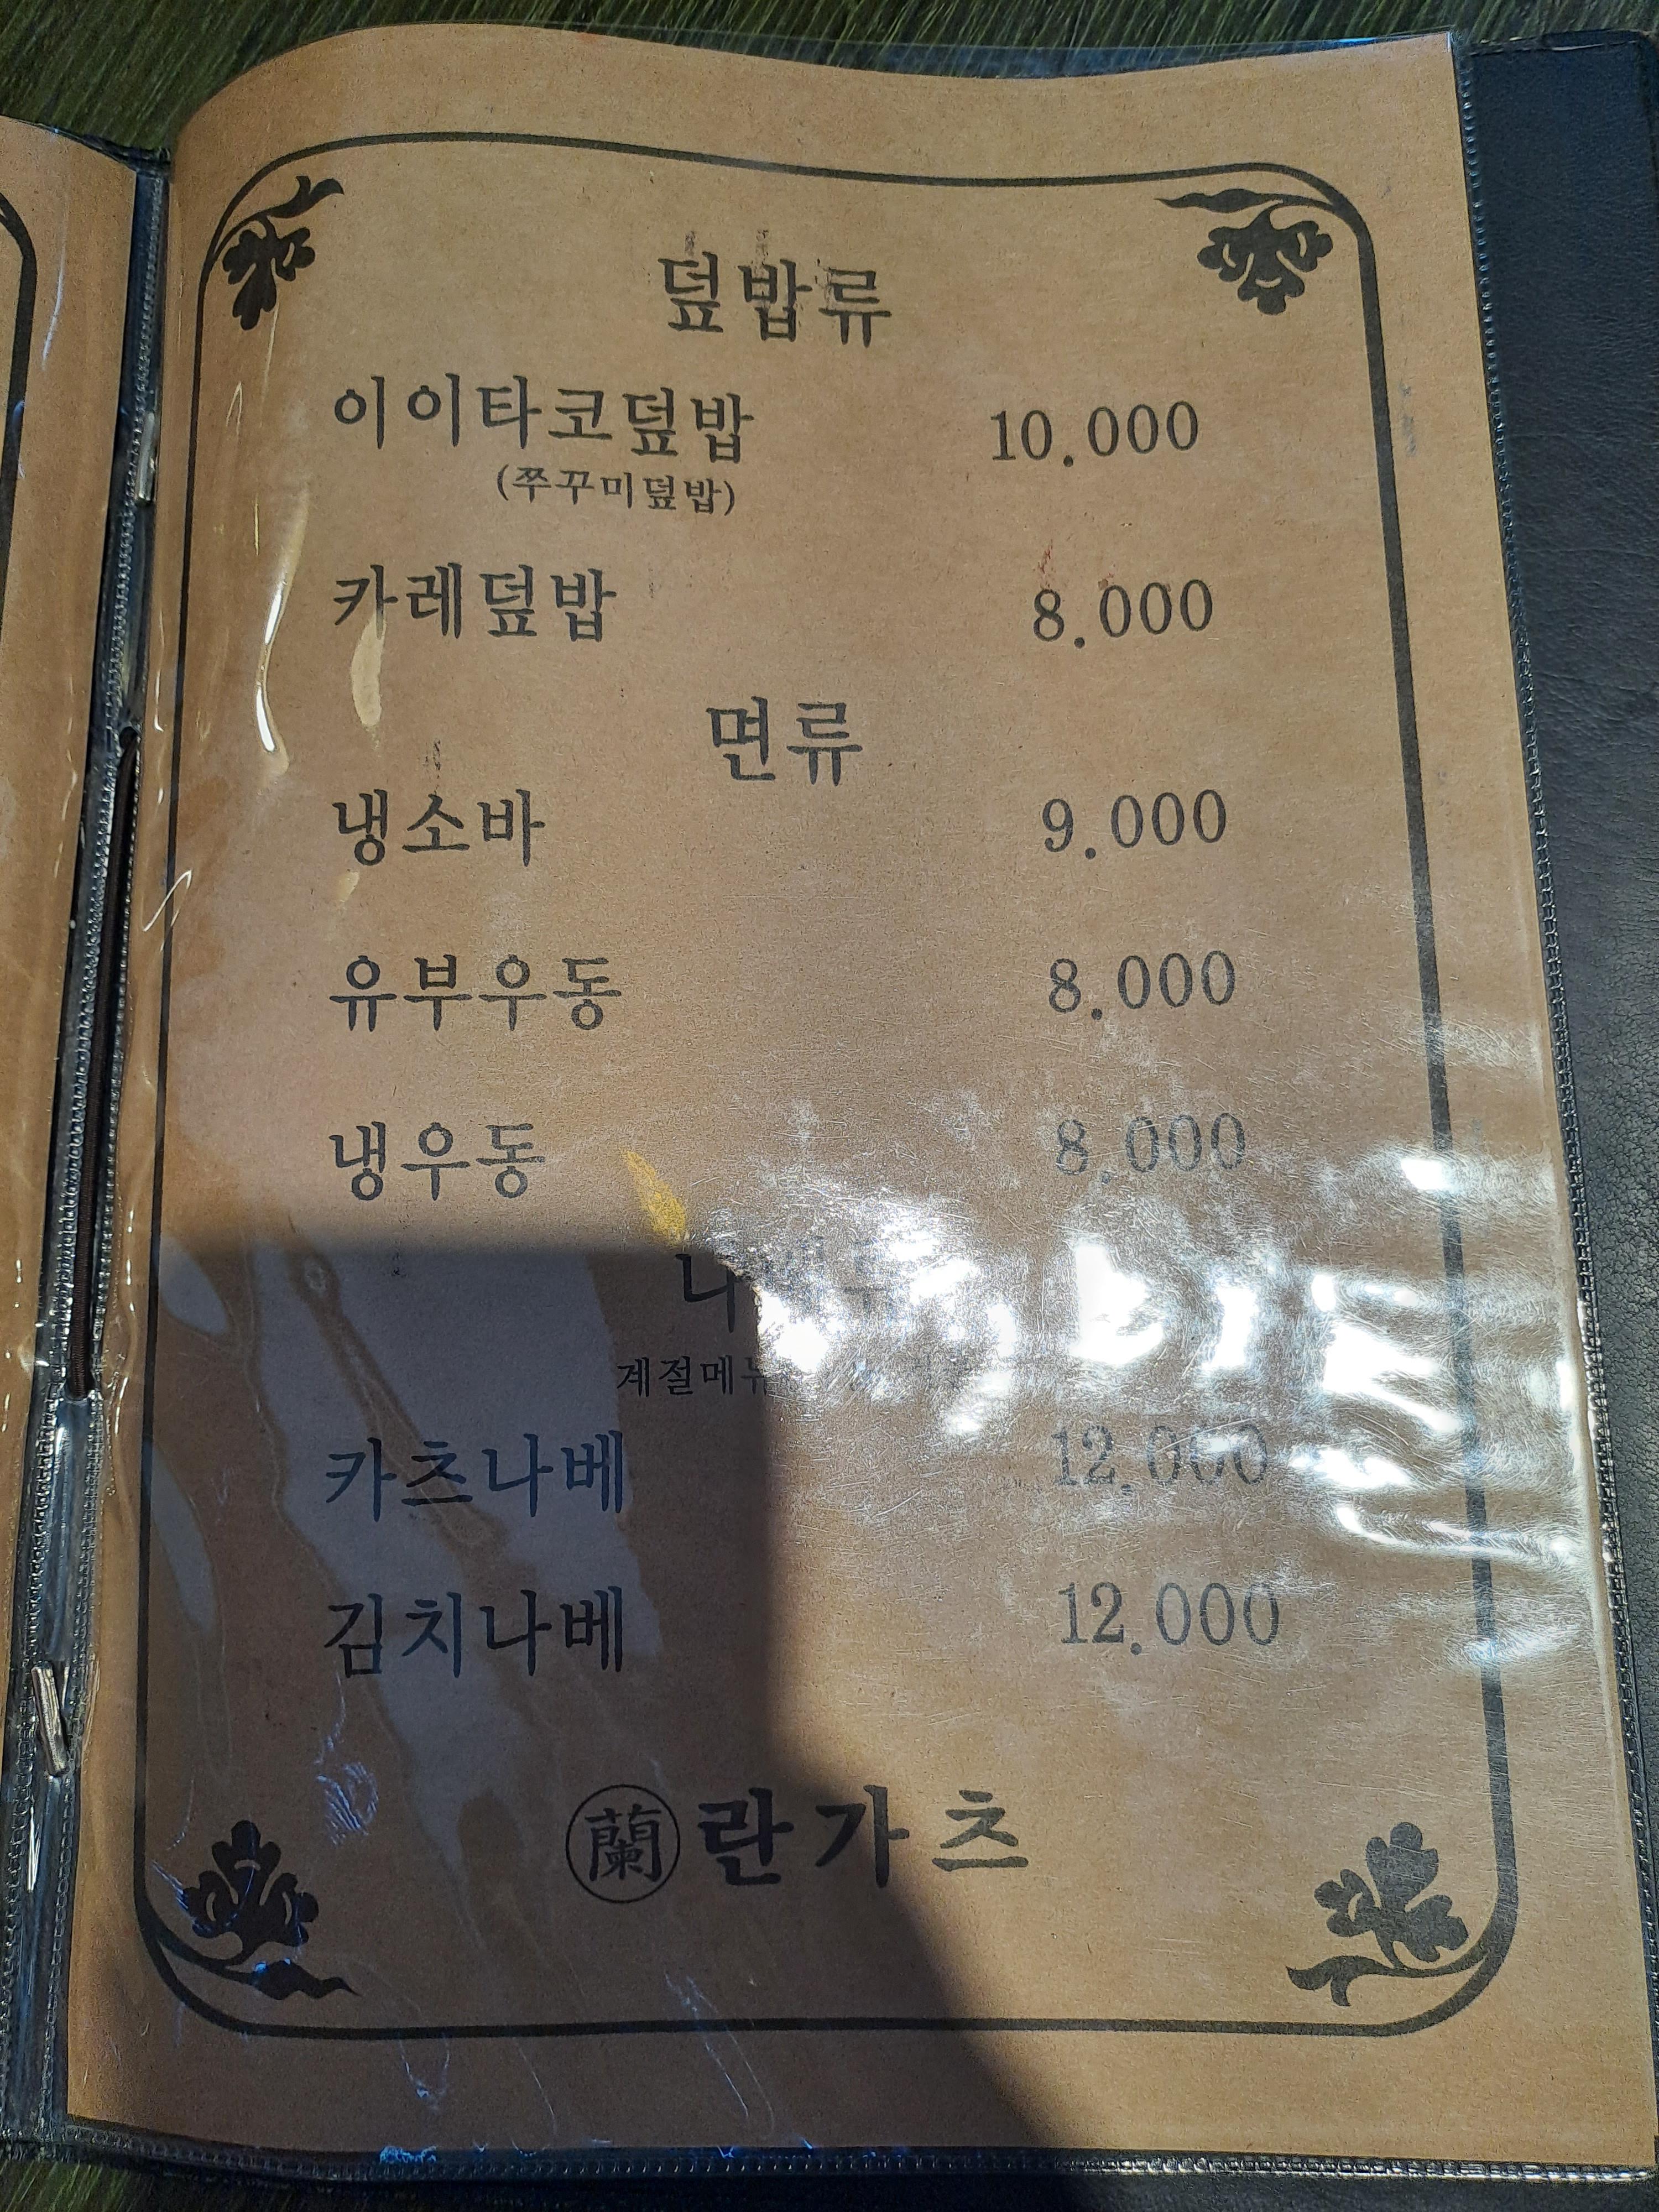 덮밥류
이이타코덮밥 10.000
(쭈꾸미덮밥)
카레덮밥 8.000
면류
냉소바 9.000
유부우동 8.000
냉우동 8.000
카츠나베 12.000
김치나베 12.000
蘭 란가츠